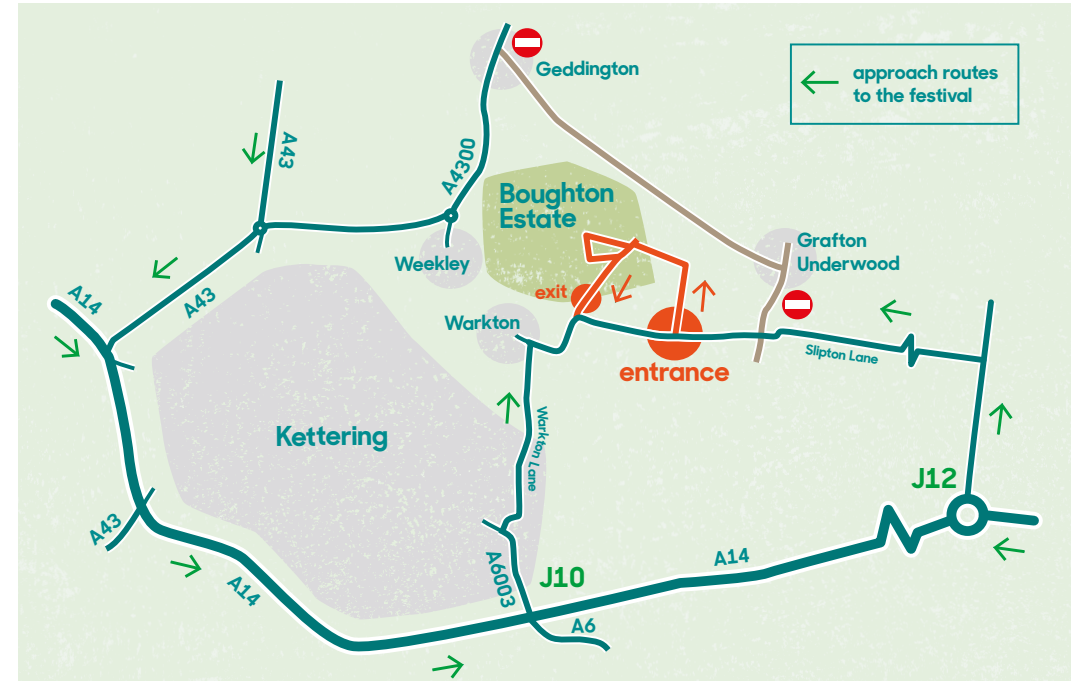 Geddington
approach routes
to the festival
A43
A4300
Boughton
Estate
Grafton
Underwood
Weekley
A14
A43
exit
Warkton
Slipton Lane
entrance
Warkton Lane
Kettering
J12
A43
A14
A6003
J10
A14
A6